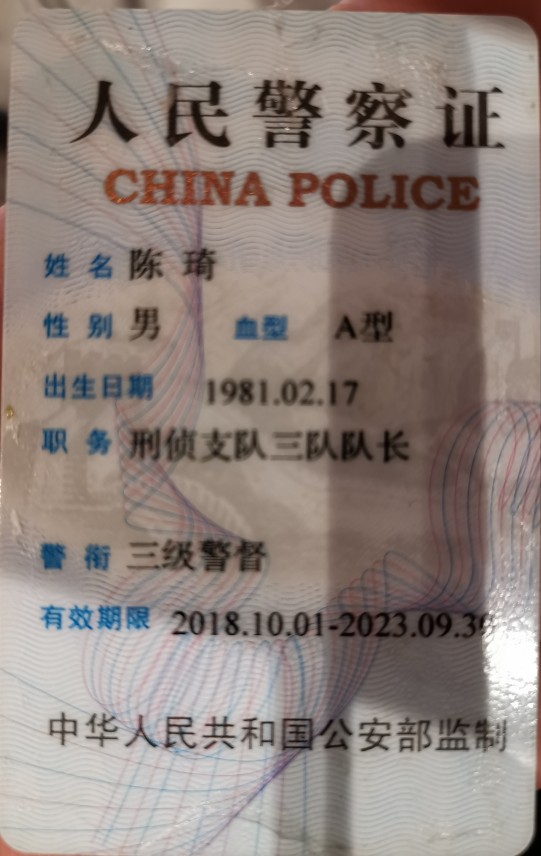 人民警察证
CHINA POLICE
姓 名 陈 琦
性 别 男 血型 A型
出生日期 1981.02.17
职 务 刑侦支队三队队长
警 衔 三级警督
有效期限 2018.10.01-2023.09.30
中华人民共和国公安部监制